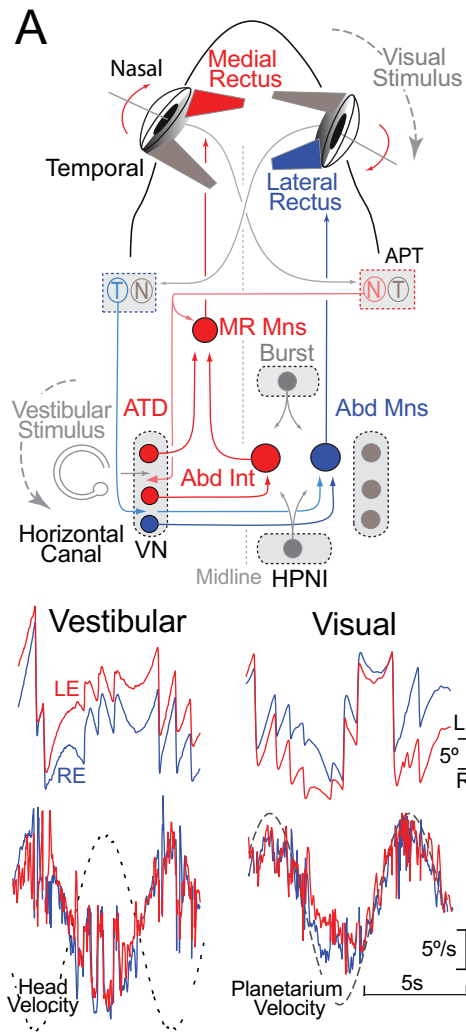 A
Nasal
Medial
Rectus
Visual
Stimulus
Temporal
Lateral
Rectus
APT
T N
N T
MR Mns
Burst
ATD
Abd Mns
Vestibular
Stimulus
Abd Int
Horizontal
Canal
VN
Midline
HPNI
Vestibular
Visual
LE
RE
L
5º
R
Head
Velocity
Planetarium
Velocity
5º/s
5s